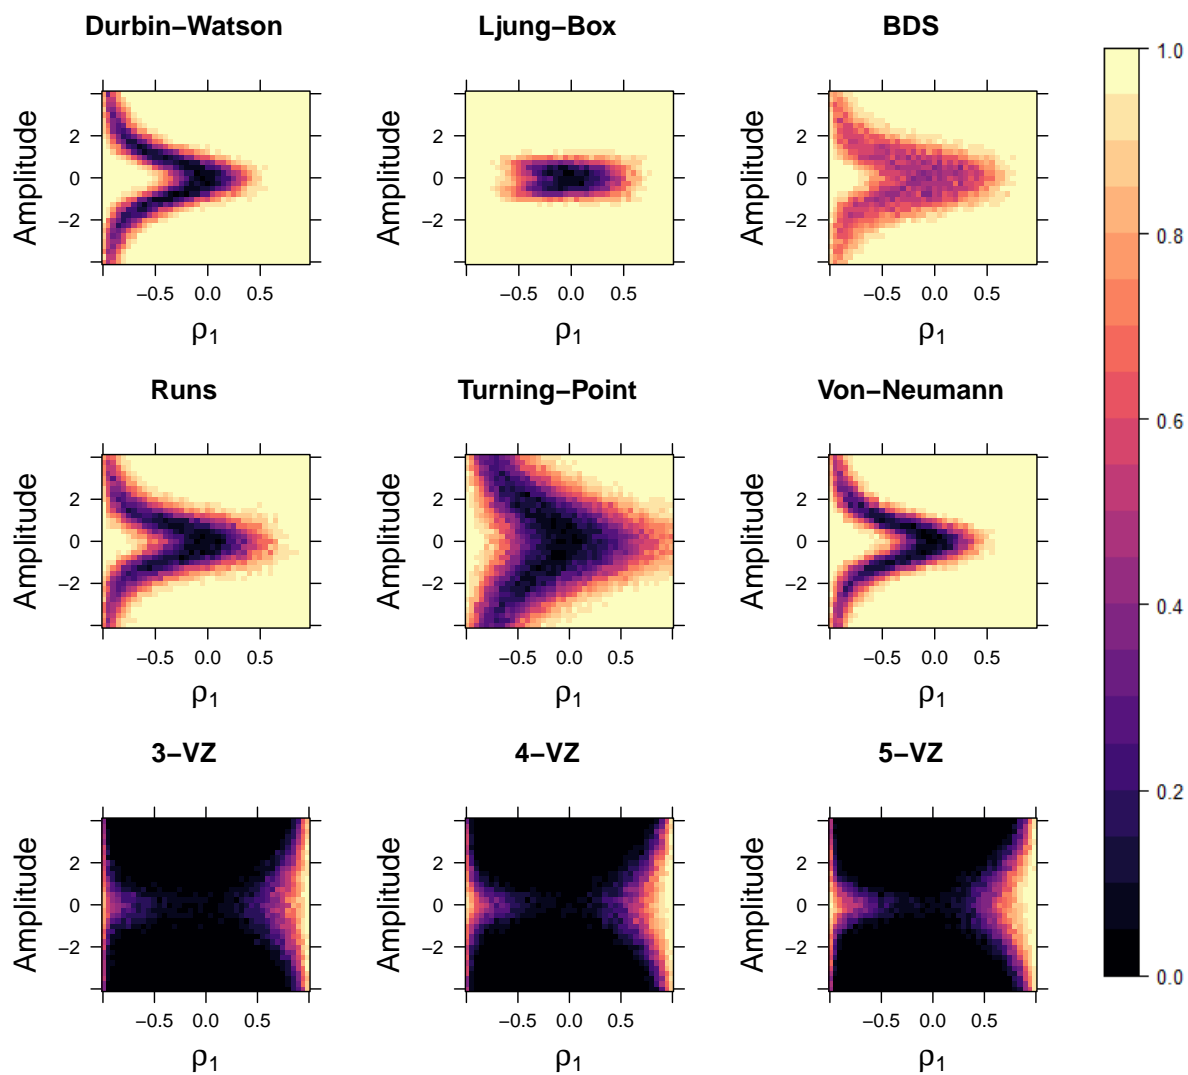 Durbin−Watson Ljung−Box BDS
Amplitude Amplitude Amplitude
2 0 −2 2 0 −2 2 0 −2
−0.5 0.0 0.5 −0.5 0.0 0.5 −0.5 0.0 0.5
ρ1 ρ1 ρ1
Runs Turning−Point Von−Neumann
Amplitude Amplitude Amplitude
2 0 −2 2 0 −2 2 0 −2
−0.5 0.0 0.5 −0.5 0.0 0.5 −0.5 0.0 0.5
ρ1 ρ1 ρ1
3−VZ 4−VZ 5−VZ
Amplitude Amplitude Amplitude
2 0 −2 2 0 −2 2 0 −2
−0.5 0.0 0.5 −0.5 0.0 0.5 −0.5 0.0 0.5
ρ1 ρ1 ρ1
1.0
0.8
0.6
0.4
0.2
0.0